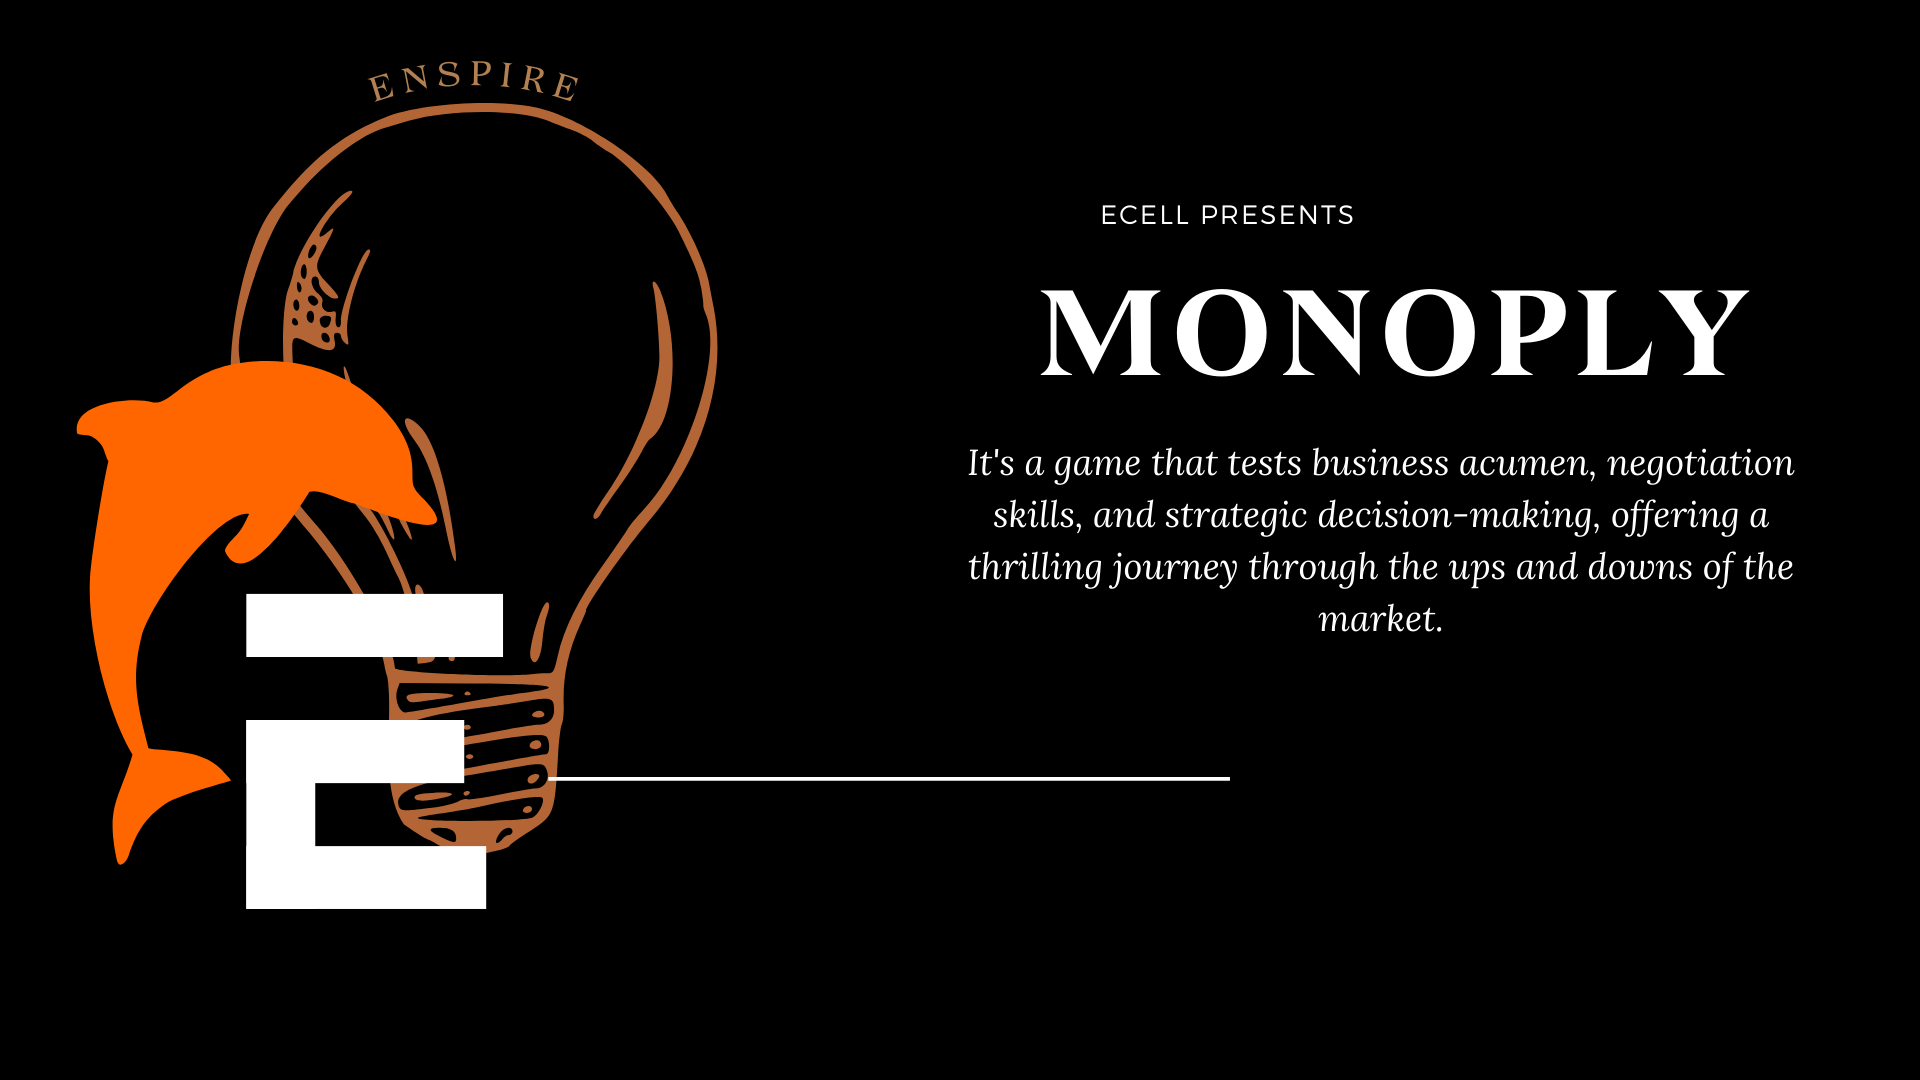 ENSPIRE
ECELL PRESENTS
MONOPLY
It's a game that tests business acumen, negotiation
skills, and strategic decision-making, offering a
thrilling journey through the ups and downs of the
market.
E